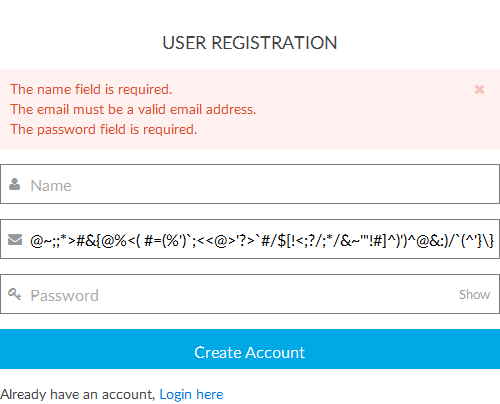 USER REGISTRATION
The name field is required.
The email must be a valid email address.
The password field is required.
Name
@~;;*>#&{@%<( #=(%')`;<<@>'?>`#/$[!<;?/;*/&~'"!#]^)')^@&:)/`(^'}\}
Password
Show
Create Account
Already have an account, Login here